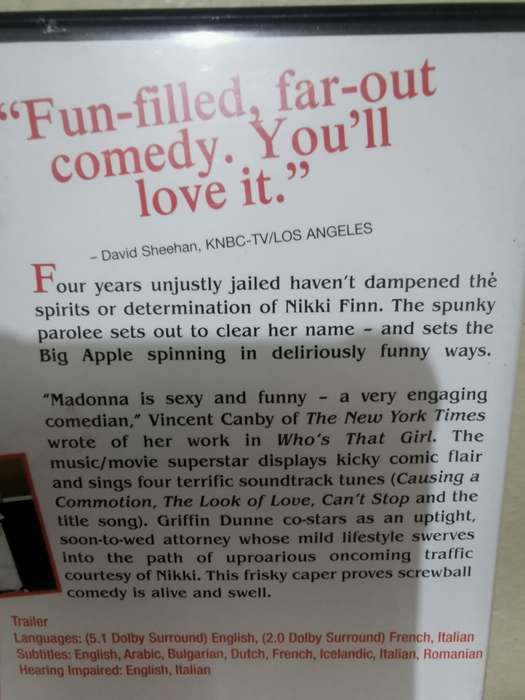 “Fun-filled, far-out
comedy. You’ll
love it.”
– David Sheehan, KNBC-TV/LOS ANGELES
Four years unjustly jailed haven’t dampened the
spirits or determination of Nikki Finn. The spunky
parolee sets out to clear her name – and sets the
Big Apple spinning in deliriously funny ways.
“Madonna is sexy and funny – a very engaging
comedian,” Vincent Canby of The New York Times
wrote of her work in Who’s That Girl. The
music/movie superstar displays kicky comic flair
and sings four terrific soundtrack tunes (Causing a
Commotion, The Look of Love, Can’t Stop and the
title song). Griffin Dunne co-stars as an uptight,
soon-to-wed attorney whose mild lifestyle swerves
into the path of uproarious oncoming traffic
courtesy of Nikki. This frisky caper proves screwball
comedy is alive and swell.
Trailer
Languages: (5.1 Dolby Surround) English, (2.0 Dolby Surround) French, Italian
Subtitles: English, Arabic, Bulgarian, Dutch, French, Icelandic, Italian, Romanian
Hearing Impaired: English, Italian